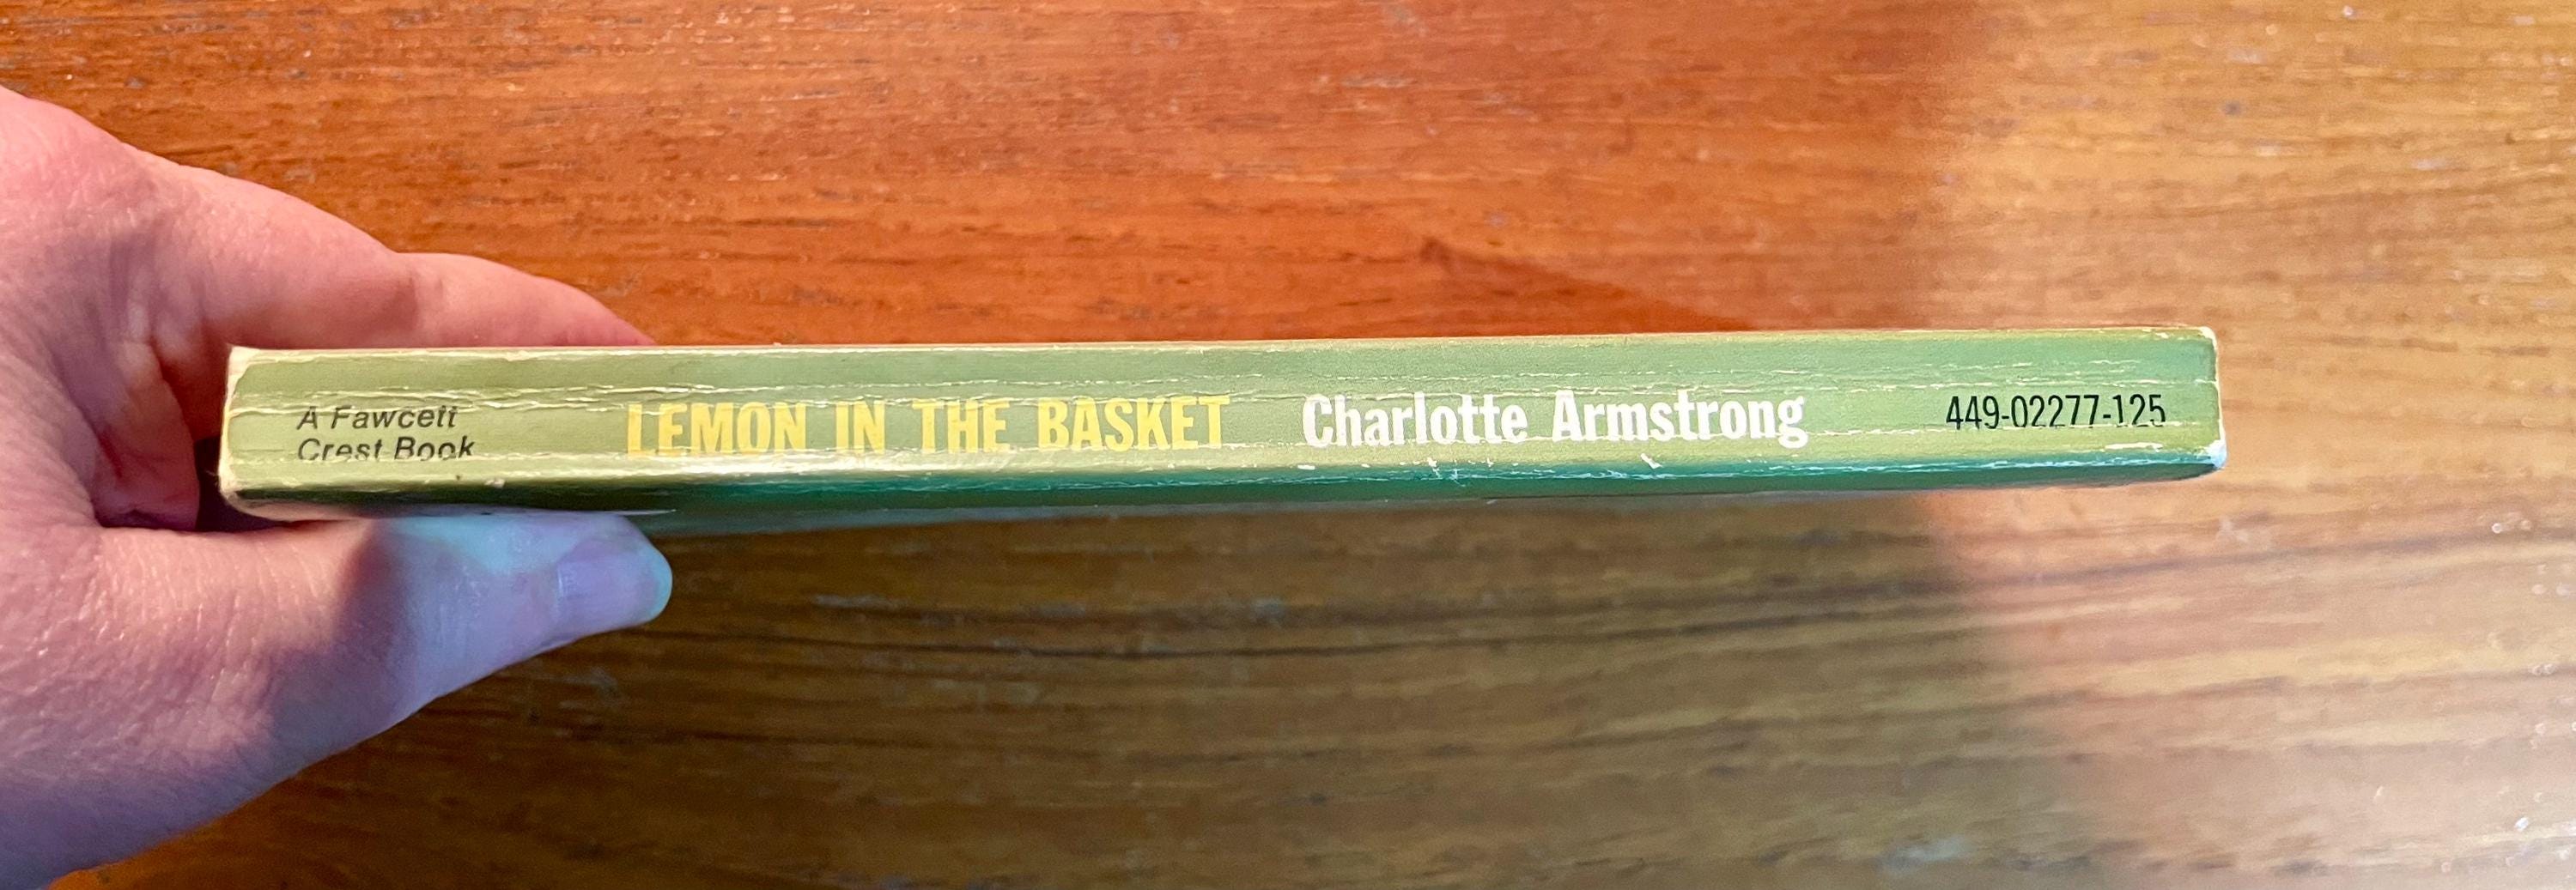 A Fawcett
Crest Book
LEMON IN THE BASKET Charlotte Armstrong 449-02277-125